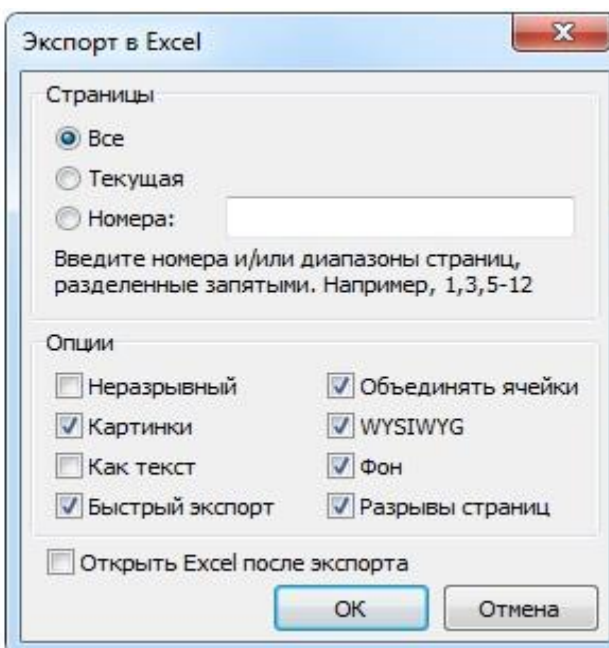 Экспорт в Excel
Страницы
Все
Текущая
Номера:
Введите номера и/или диапазоны страниц,
разделенные запятыми. Например, 1,3,5-12
Опции
Неразрывный
Объединять ячейки
Картинки
WYSIWYG
Как текст
Фон
Быстрый экспорт
Разрывы страниц
Открыть Excel после экспорта
ОК
Отмена